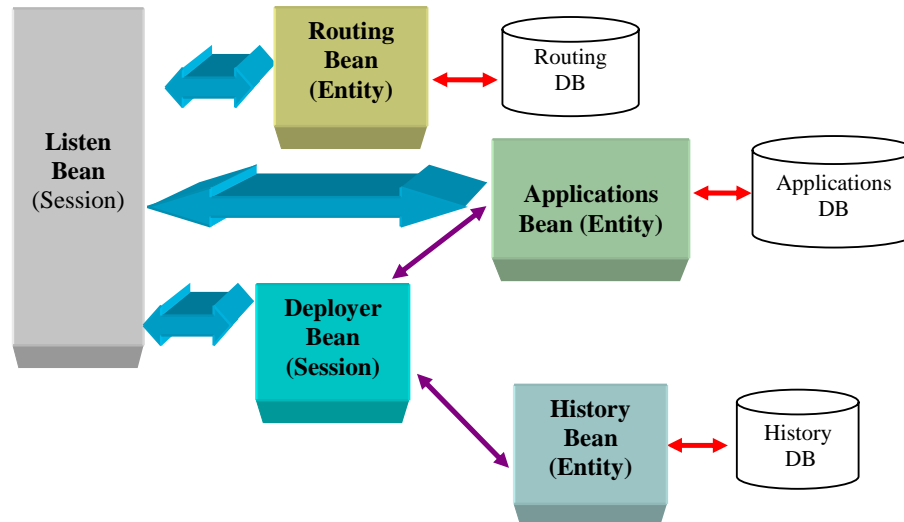 Routing
Bean
(Entity)
Routing
DB
Listen
Bean
(Session)
Applications
Bean (Entity)
Applications
DB
Deployer
Bean
(Session)
History
Bean
(Entity)
History
DB